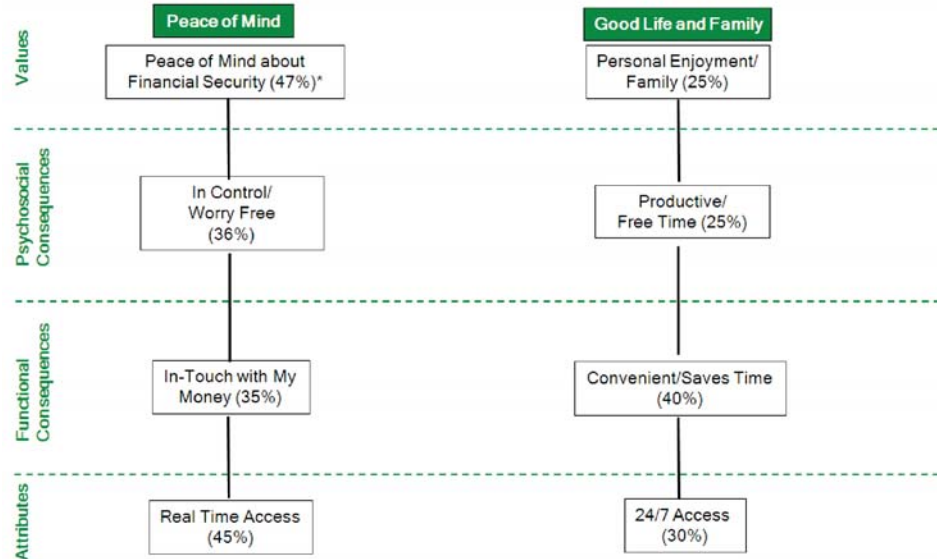 Peace of Mind
Good Life and Family
Values
Peace of Mind about
Financial Security (47%)*
Personal Enjoyment/
Family (25%)
Psychosocial
Consequences
In Control/
Worry Free
(36%)
Productive/
Free Time (25%)
Functional
Consequences
In-Touch with My
Money (35%)
Convenient/Saves Time
(40%)
Attributes
Real Time Access
(45%)
24/7 Access
(30%)